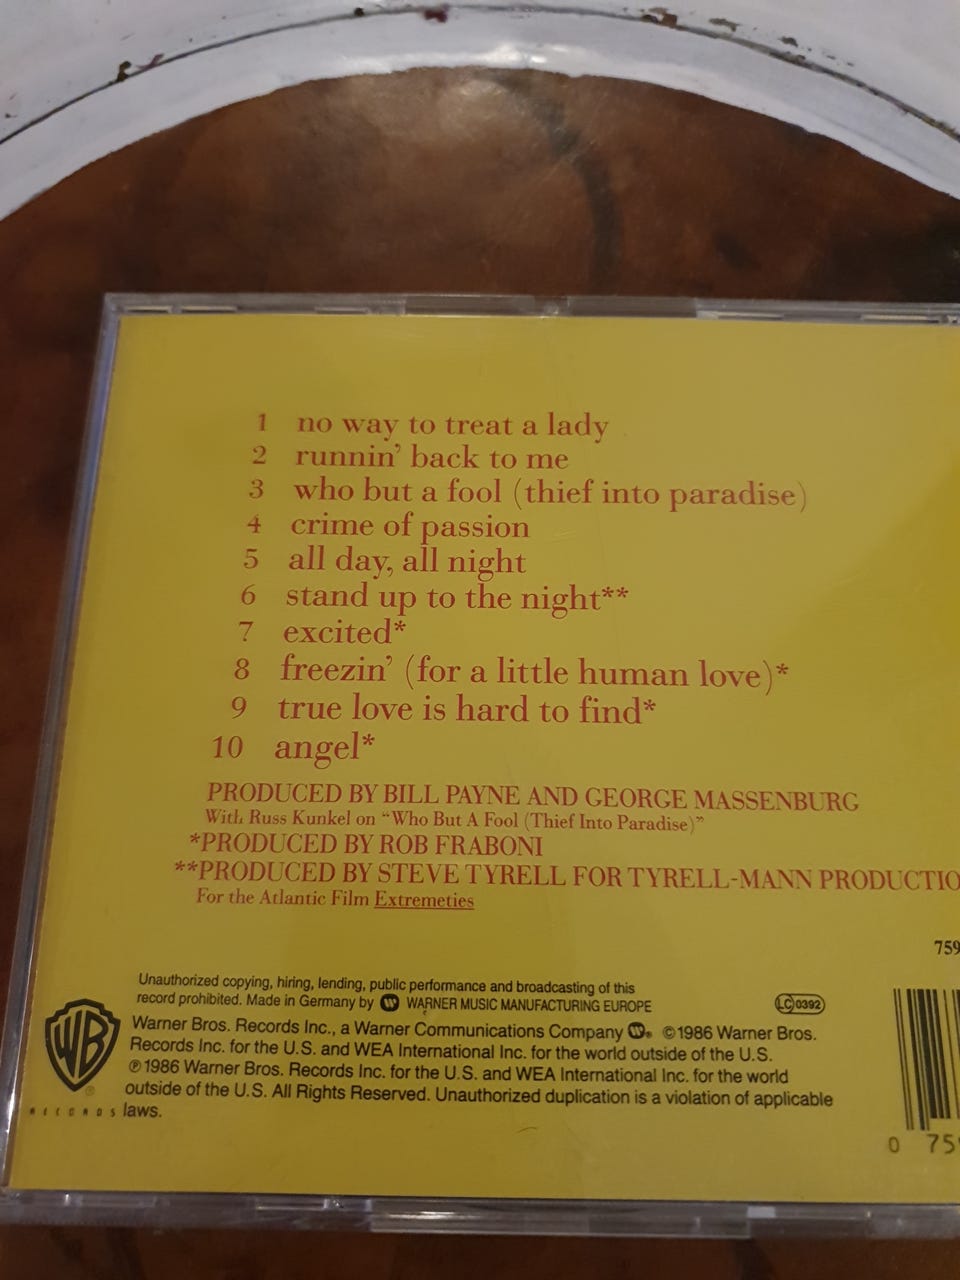 1 no way to treat a lady
2 runnin' back to me
3 who but a fool (thief into paradise)
4 crime of passion
5 all day, all night
6 stand up to the night**
7 excited*
8 freezin' (for a little human love)*
9 true love is hard to find*
10 angel*
PRODUCED BY BILL PAYNE AND GEORGE MASSENBURG
With Russ Kunkel on "Who But A Fool (Thief Into Paradise)"
*PRODUCED BY ROB FRABONI
**PRODUCED BY STEVE TYRELL FOR TYRELL-MANN PRODUCTIO
For the Atlantic Film Extremeties
759
Unauthorized copying, hiring, lending, public performance and broadcasting of this
record prohibited. Made in Germany by W WARNER MUSIC MANUFACTURING EUROPE
LC 0392
WB
RECORDS
Warner Bros. Records Inc., a Warner Communications Company W® ©1986 Warner Bros.
Records Inc. for the U.S. and WEA International Inc. for the world outside of the U.S.
℗1986 Warner Bros. Records Inc. for the U.S. and WEA International Inc. for the world
outside of the U.S. All Rights Reserved. Unauthorized duplication is a violation of applicable
laws.
0 759